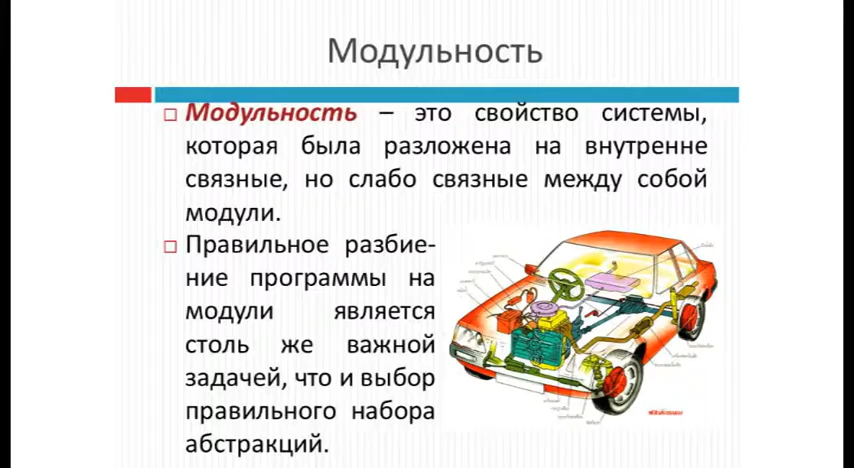 Модульность
Модульность – это свойство системы,
которая была разложена на внутренне
связные, но слабо связные между собой
модули.
Правильное разбие-
ние программы на
модули является
столь же важной
задачей, что и выбор
правильного набора
абстракций.